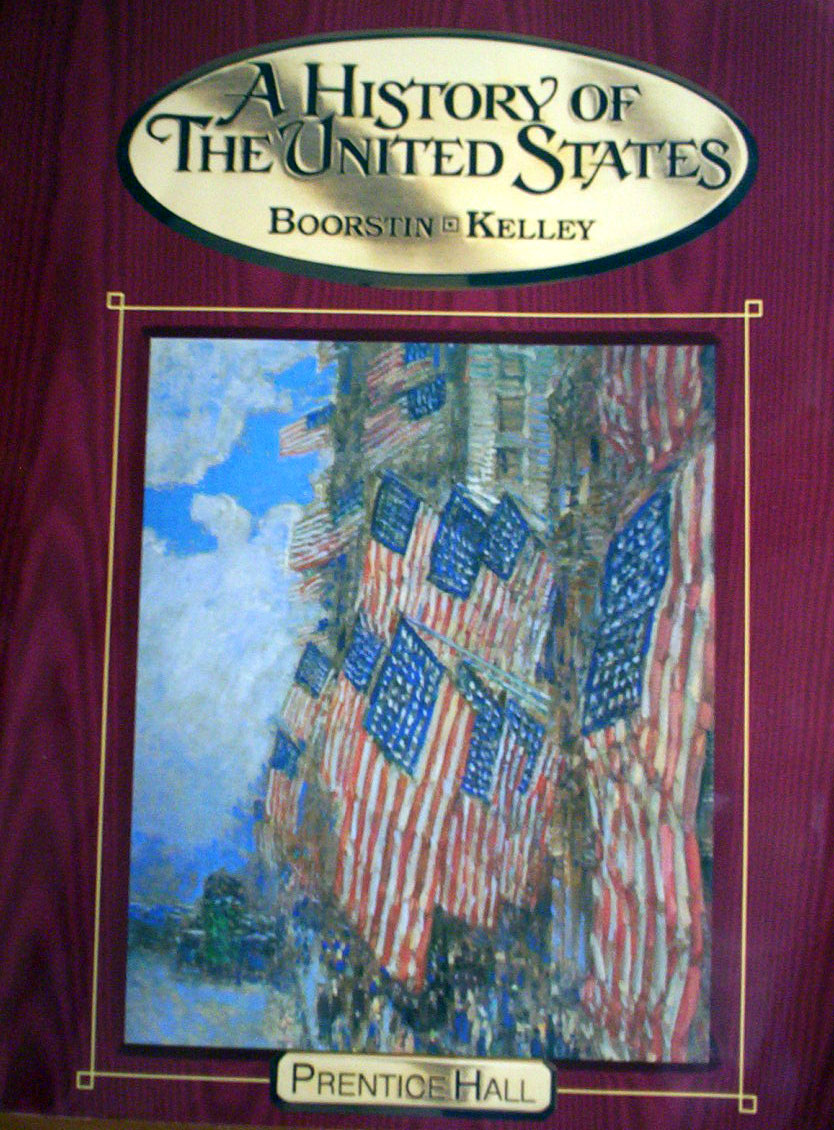 A HISTORY OF
THE UNITED STATES
BOORSTIN KELLEY
PRENTICE HALL